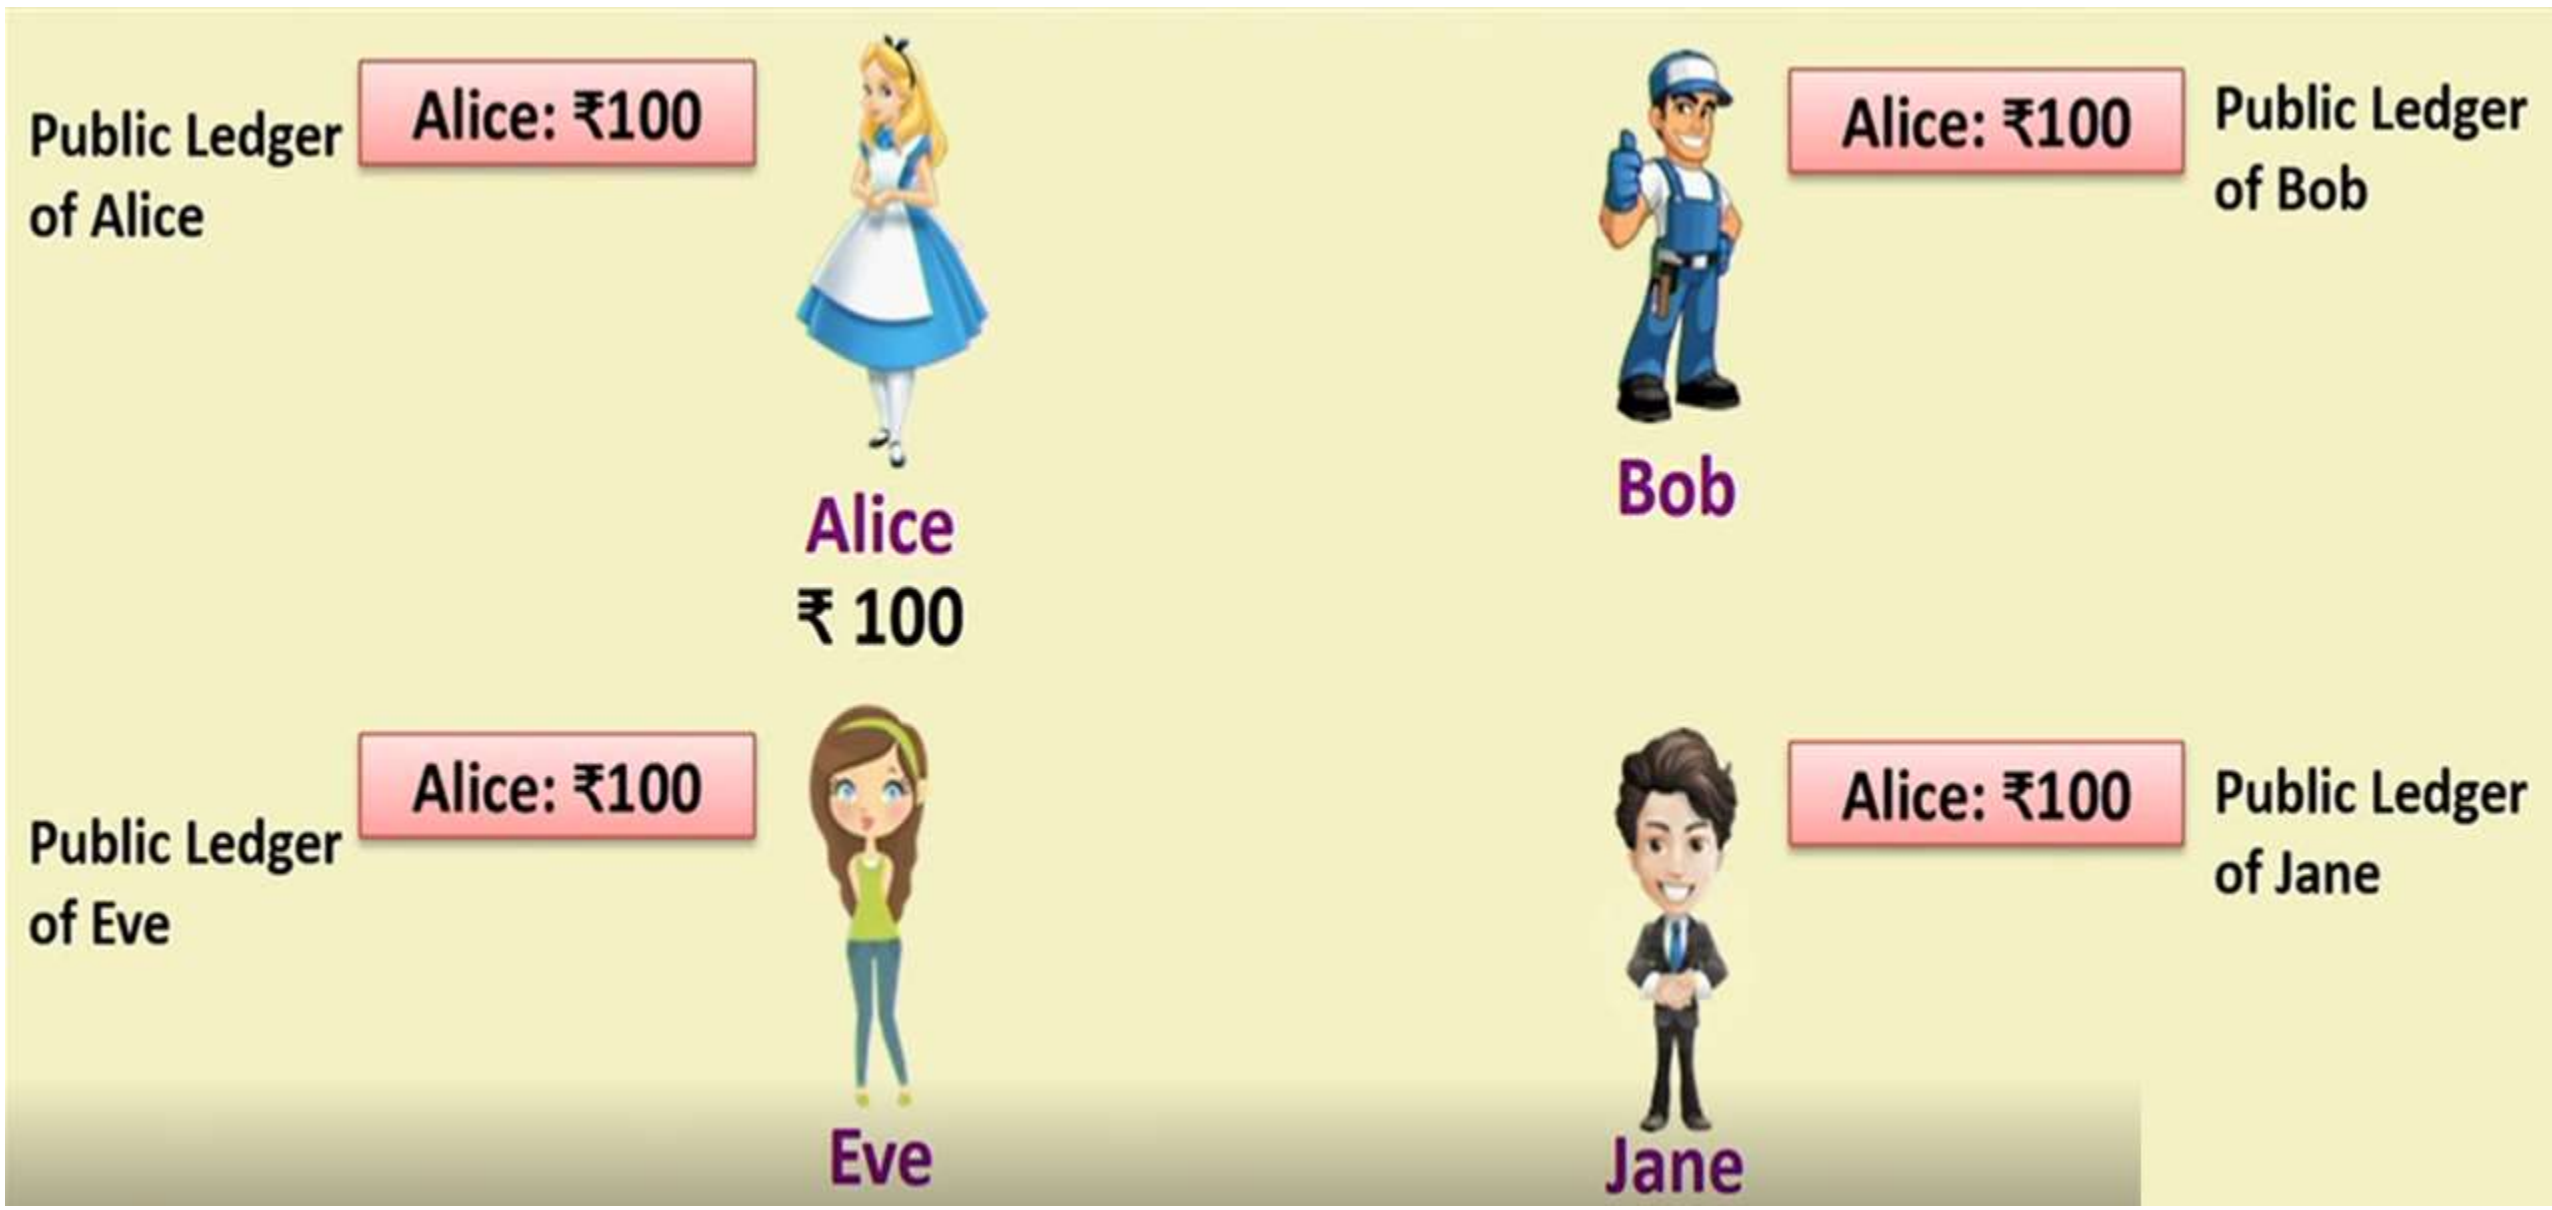 Public Ledger
of Alice
Alice: ₹100
Alice
₹ 100
Alice: ₹100
Public Ledger
of Bob
Bob
Public Ledger
of Eve
Alice: ₹100
Eve
Alice: ₹100
Public Ledger
of Jane
Jane